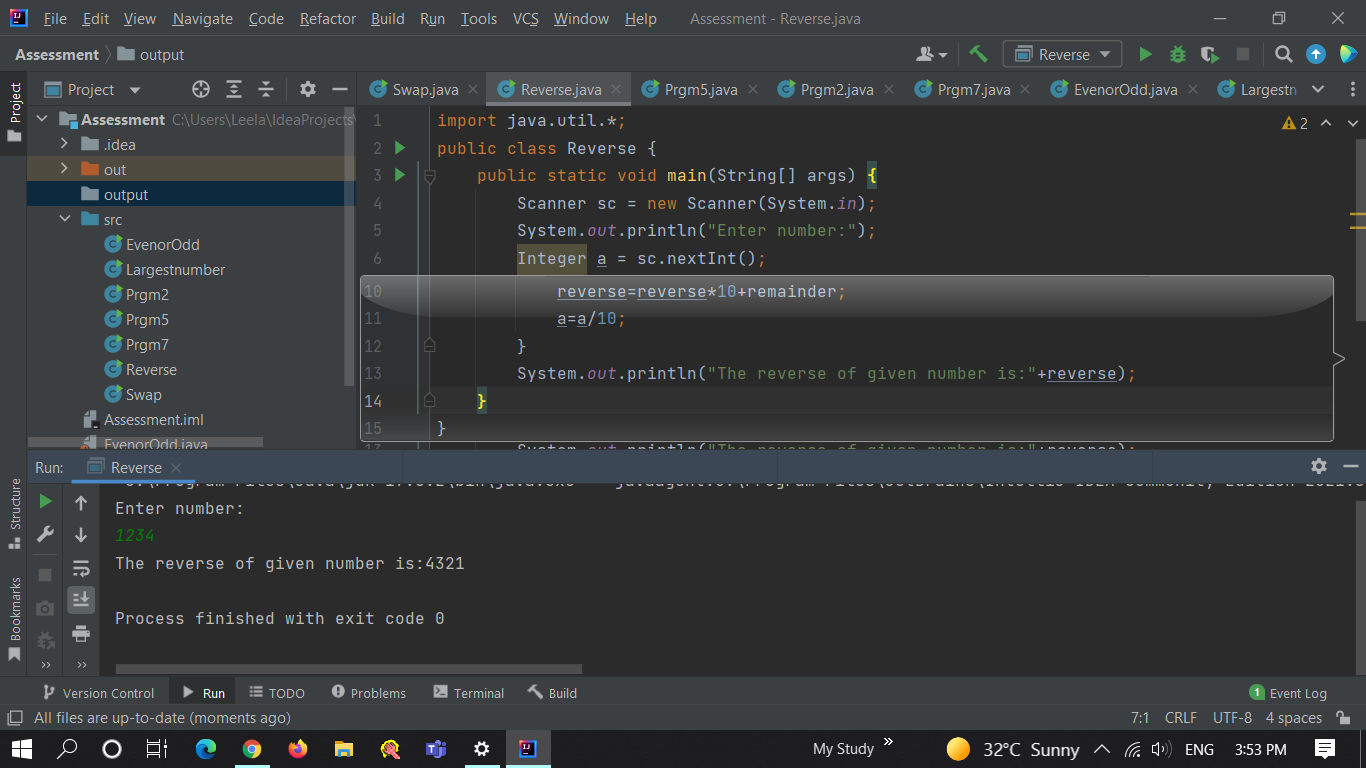 File Edit View Navigate Code Refactor Build Run Tools VCS Window Help Assessment - Reverse.java
Assessment output Reverse
Project Swap.java Reverse.java Prgm5.java Prgm2.java Prgm7.java EvenorOdd.java Largestn
Project
Assessment C:\Users\Leela\IdeaProjects\
.idea
out
output
src
EvenorOdd
Largestnumber
Prgm2
Prgm5
Prgm7
Reverse
Swap
Assessment.iml
EvenorOdd.java
2
1 import java.util.*;
2 public class Reverse {
3 public static void main(String[] args) {
4 Scanner sc = new Scanner(System.in);
5 System.out.println("Enter number:");
6 Integer a = sc.nextInt();
10 reverse=reverse*10+remainder;
11 a=a/10;
12 }
13 System.out.println("The reverse of given number is:"+reverse);
14 }
15 }
Run: Reverse
Structure
Bookmarks
Enter number:
1234
The reverse of given number is:4321
Process finished with exit code 0
Version Control Run TODO Problems Terminal Build 1 Event Log
All files are up-to-date (moments ago) 7:1 CRLF UTF-8 4 spaces
My Study 32°C Sunny ENG 3:53 PM